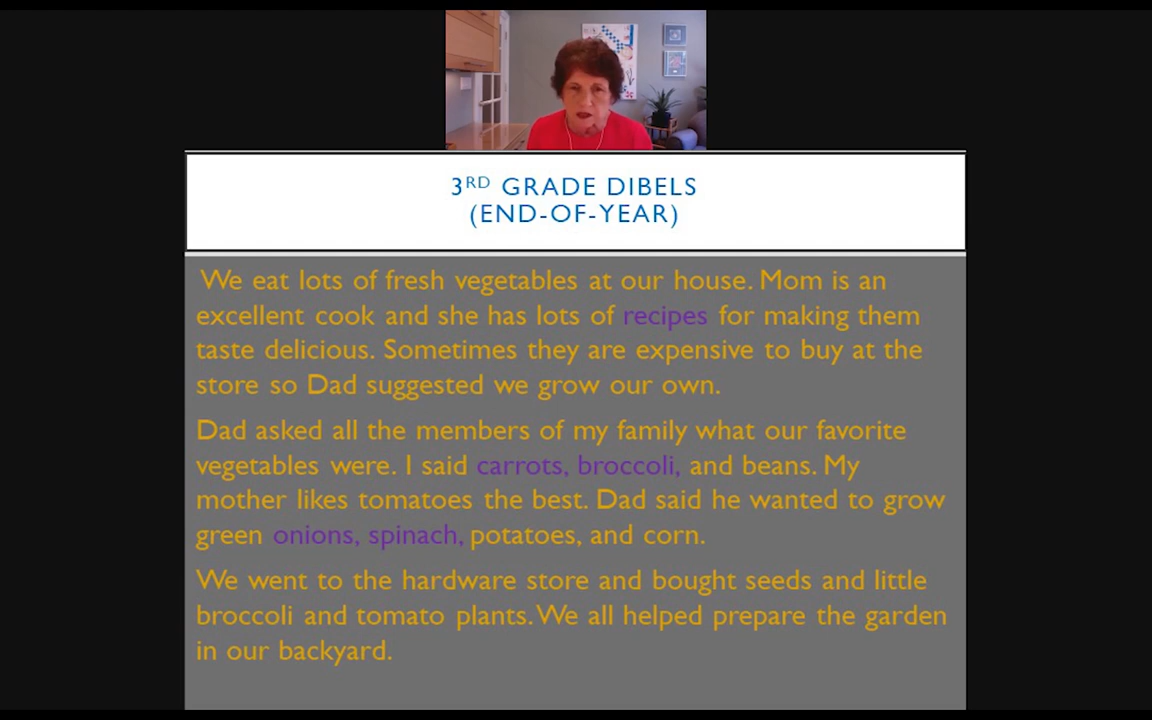 3RD GRADE DIBELS
(END-OF-YEAR)
We eat lots of fresh vegetables at our house. Mom is an
excellent cook and she has lots of recipes for making them
taste delicious. Sometimes they are expensive to buy at the
store so Dad suggested we grow our own.
Dad asked all the members of my family what our favorite
vegetables were. I said carrots, broccoli, and beans. My
mother likes tomatoes the best. Dad said he wanted to grow
green onions, spinach, potatoes, and corn.
We went to the hardware store and bought seeds and little
broccoli and tomato plants. We all helped prepare the garden
in our backyard.